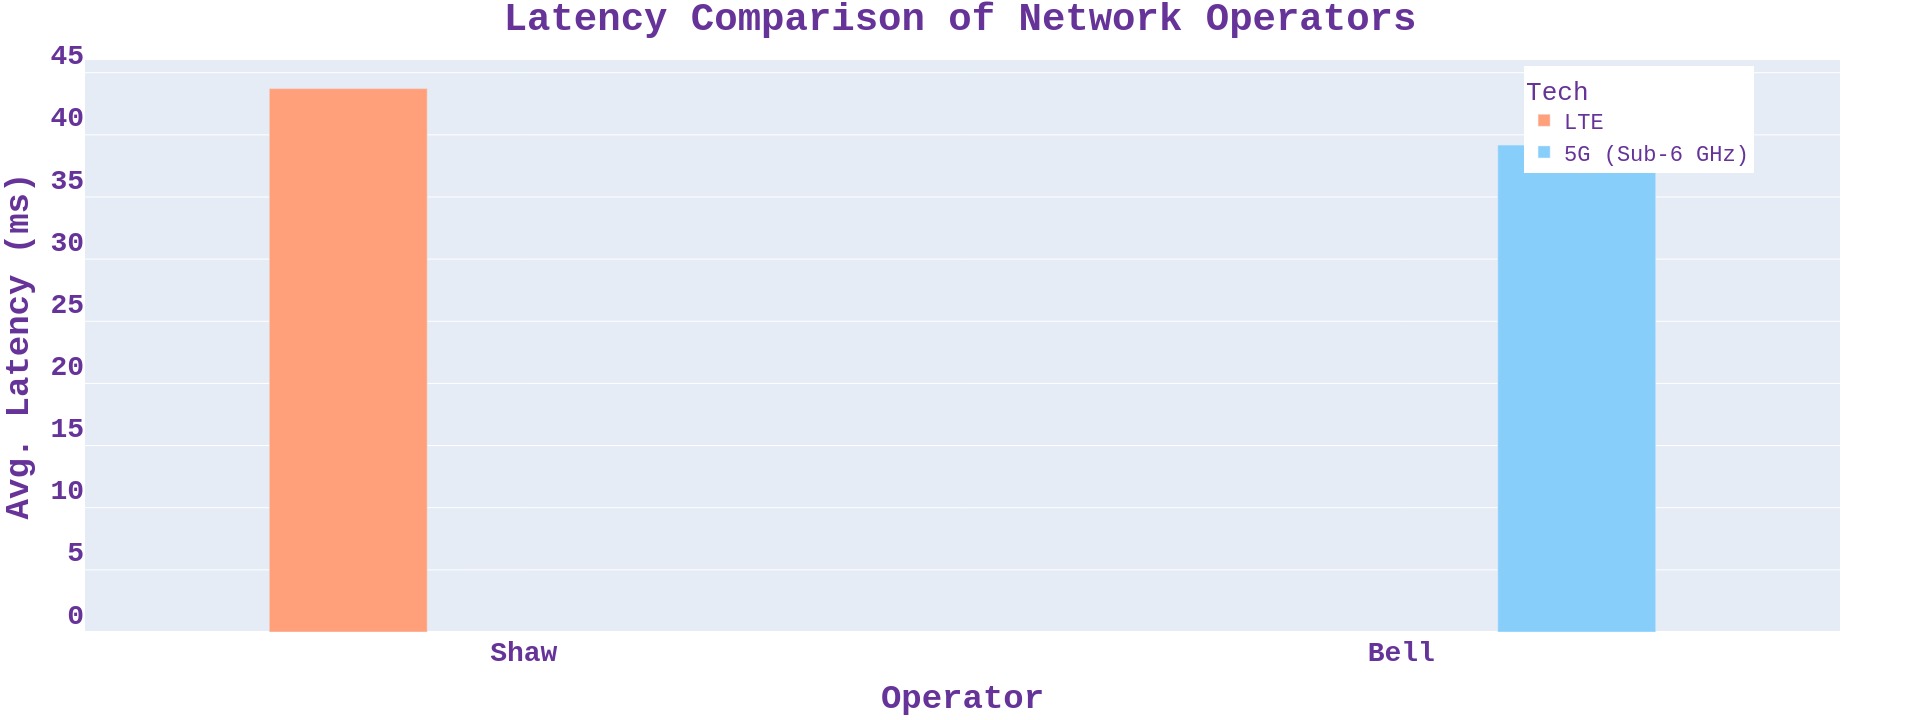 Latency Comparison of Network Operators
45
40
35
30
25
20
15
10
5
0
Avg. Latency (ms)
Tech
LTE
5G (Sub-6 GHz)
Shaw
Bell
Operator